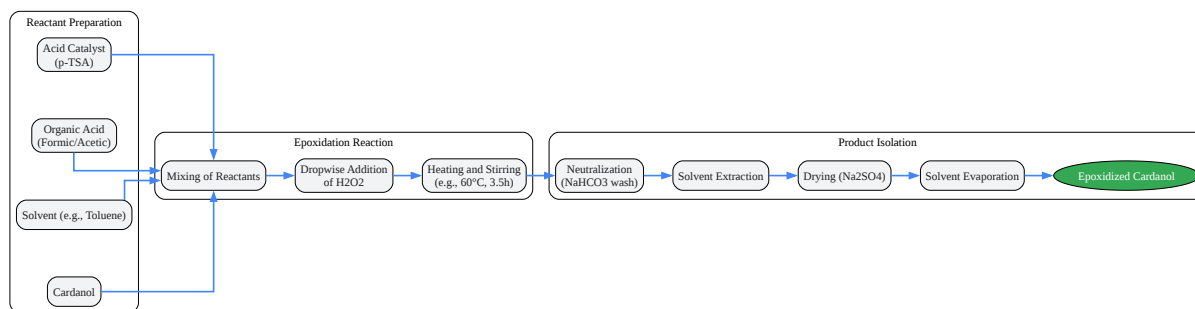 Reactant Preparation
Acid Catalyst
(p-TSA)
Organic Acid
(Formic/Acetic)
Solvent (e.g., Toluene)
Cardanol
Epoxidation Reaction
Mixing of Reactants
Dropwise Addition
of H2O2
Heating and Stirring
(e.g., 60°C, 3.5h)
Product Isolation
Neutralization
(NaHCO3 wash)
Solvent Extraction
Drying (Na2SO4)
Solvent Evaporation
Epoxidized Cardanol